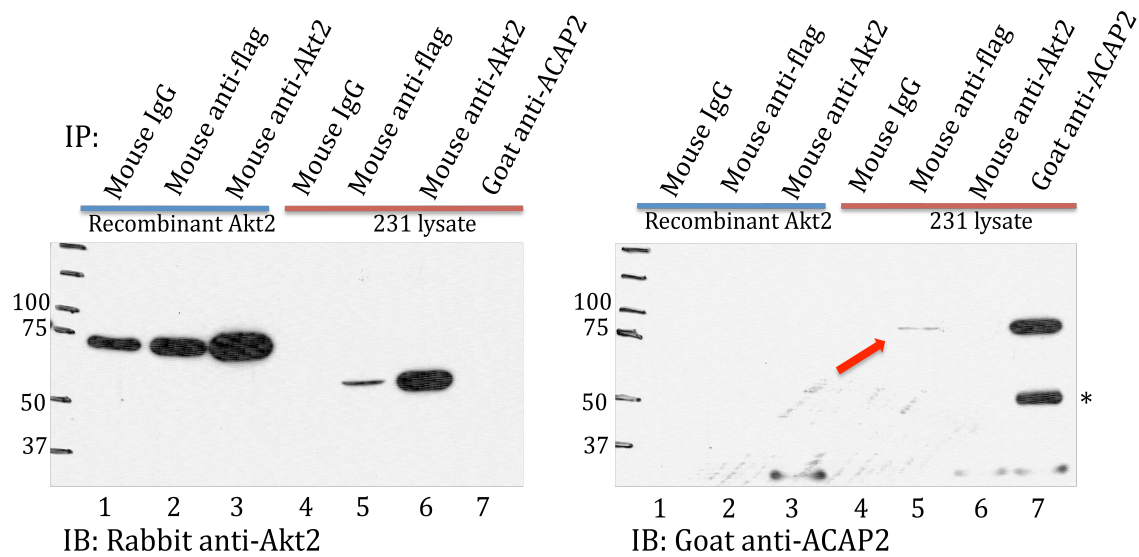 IP:
Mouse IgG
Mouse anti-flag
Mouse anti-Akt2
Mouse IgG
Mouse anti-flag
Mouse anti-Akt2
Goat anti-ACAP2
Recombinant Akt2
231 lysate
100
75
50
37
1 2 3 4 5 6 7
IB: Rabbit anti-Akt2
Mouse IgG
Mouse anti-flag
Mouse anti-Akt2
Mouse IgG
Mouse anti-flag
Mouse anti-Akt2
Goat anti-ACAP2
Recombinant Akt2
231 lysate
100
75
50
*
37
1 2 3 4 5 6 7
IB: Goat anti-ACAP2